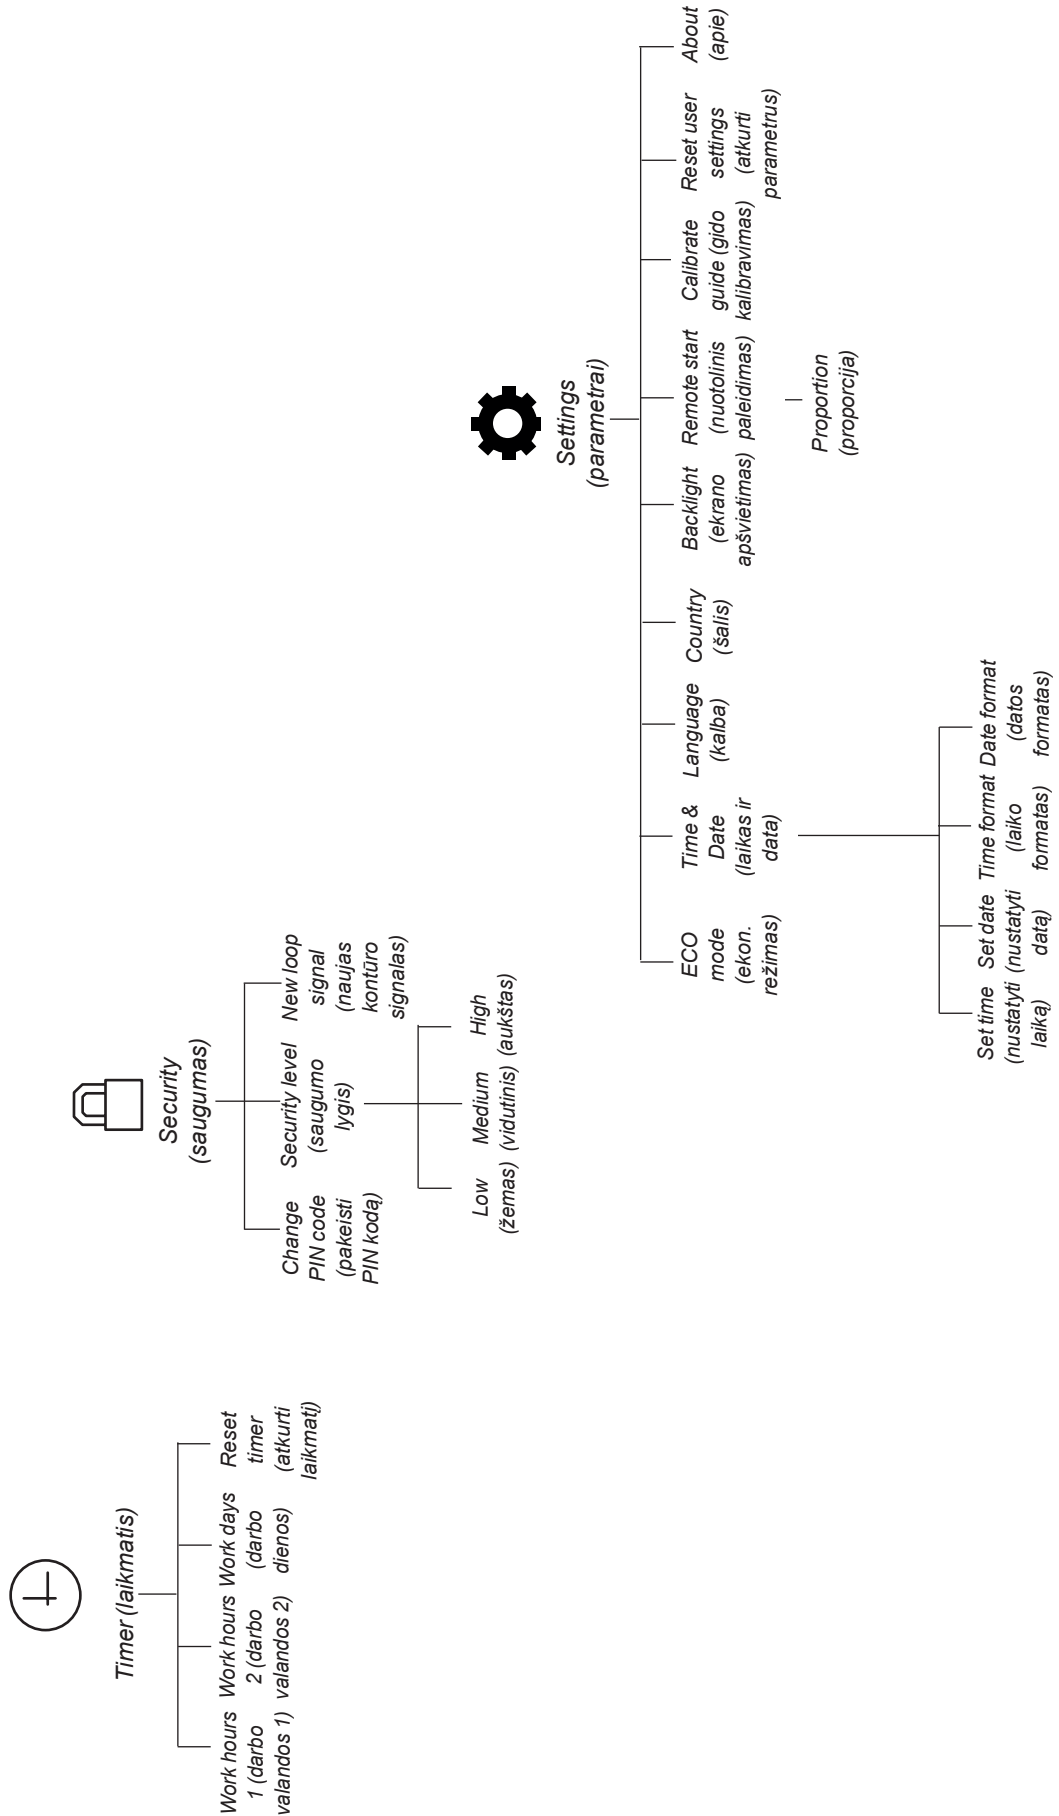 Timer (laikmatis)
Work hours
1 (darbo
valandos 1)
Work hours
2 (darbo
valandos 2)
Work days
(darbo
dienos)
Reset
timer
(atkurti
laikmatį)
Security
(saugumas)
Change
PIN code
(pakeisti
PIN kodą)
Security level
(saugumo
lygis)
New loop
signal
(naujas
kontūro
signalas)
Low
(žemas)
Medium
(vidutinis)
High
(aukštas)
Settings
(parametrai)
ECO
mode
(ekon.
režimas)
Time &
Date
(laikas ir
data)
Language
(kalba)
Country
(šalis)
Backlight
(ekrano
apšvietimas)
Remote start
(nuotolinis
paleidimas)
Calibrate
guide (gido
kalibravimas)
Reset user
settings
(atkurti
parametrus)
About
(apie)
Proportion
(proporcija)
Set time
(nustatyti
laiką)
Set date
(nustatyti
datą)
Time format
(laiko
formatas)
Date format
(datos
formatas)